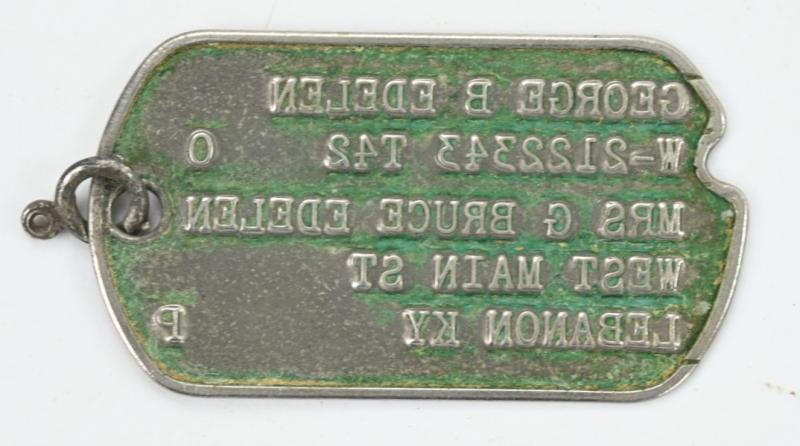 GEORGE B EDELEN
W-2122343 T42 O
MRS G BRUCE EDELEN
WEST MAIN ST
LEBANON KY P